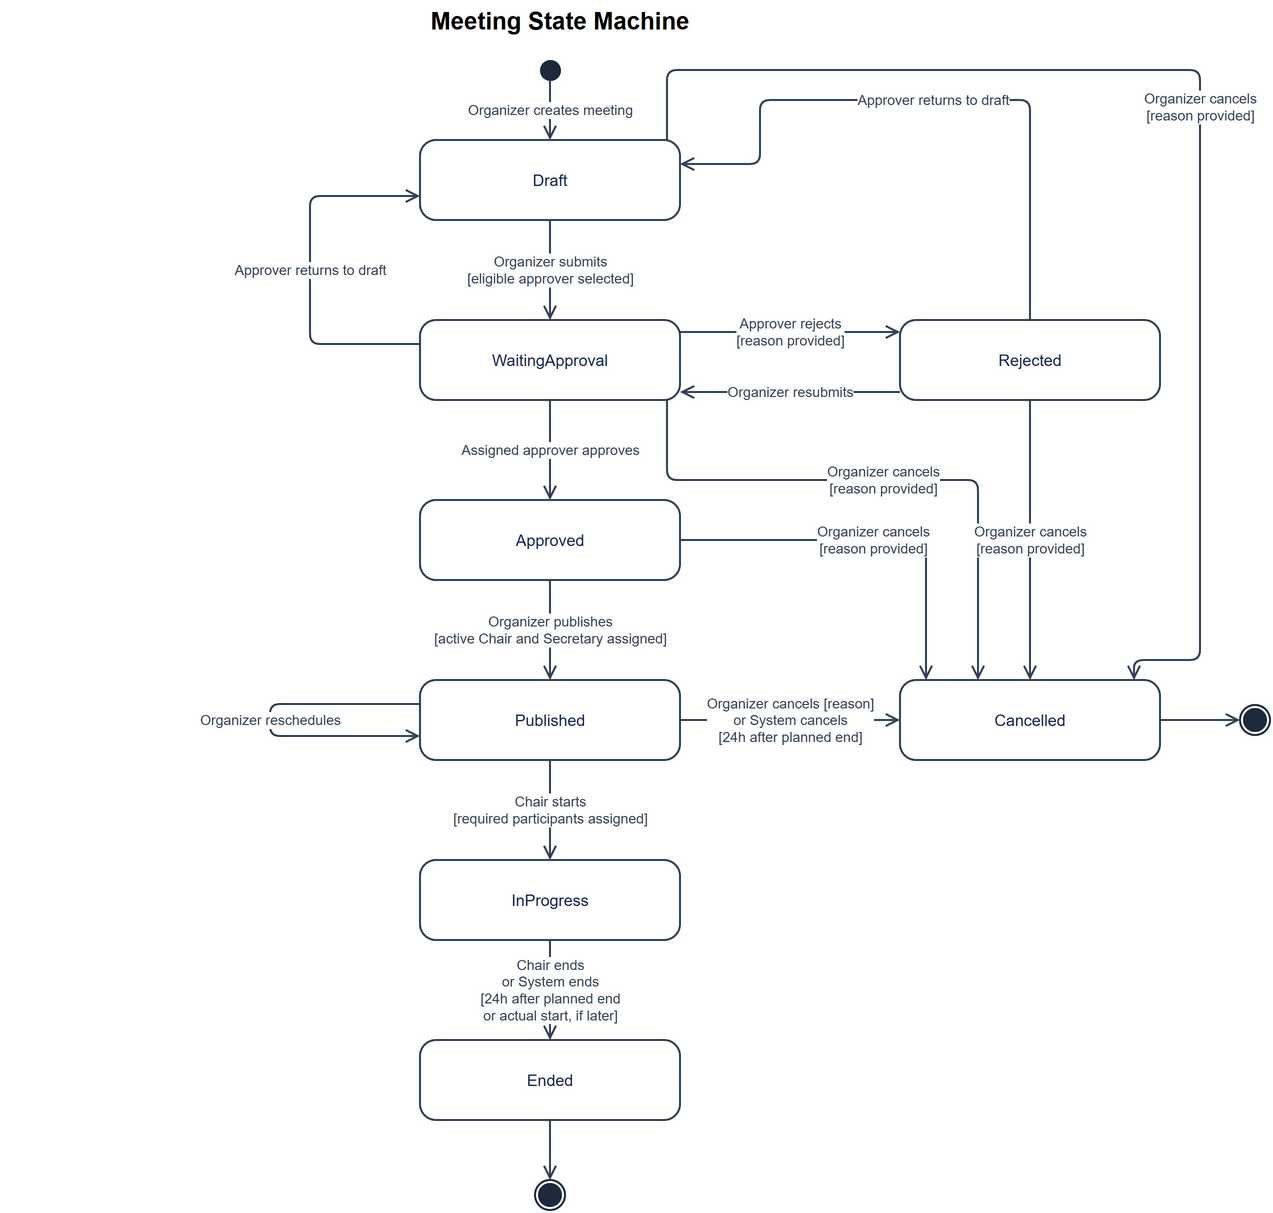 Meeting State Machine
Organizer creates meeting
Approver returns to draft
Organizer cancels
[reason provided]
Draft
Approver returns to draft
Organizer submits
[eligible approver selected]
WaitingApproval
Approver rejects
[reason provided]
Rejected
Organizer resubmits
Assigned approver approves
Organizer cancels
[reason provided]
Approved
Organizer cancels
[reason provided]
Organizer cancels
[reason provided]
Organizer publishes
[active Chair and Secretary assigned]
Organizer reschedules
Published
Organizer cancels [reason]
or System cancels
[24h after planned end]
Cancelled
Chair starts
[required participants assigned]
InProgress
Chair ends
or System ends
[24h after planned end
or actual start, if later]
Ended